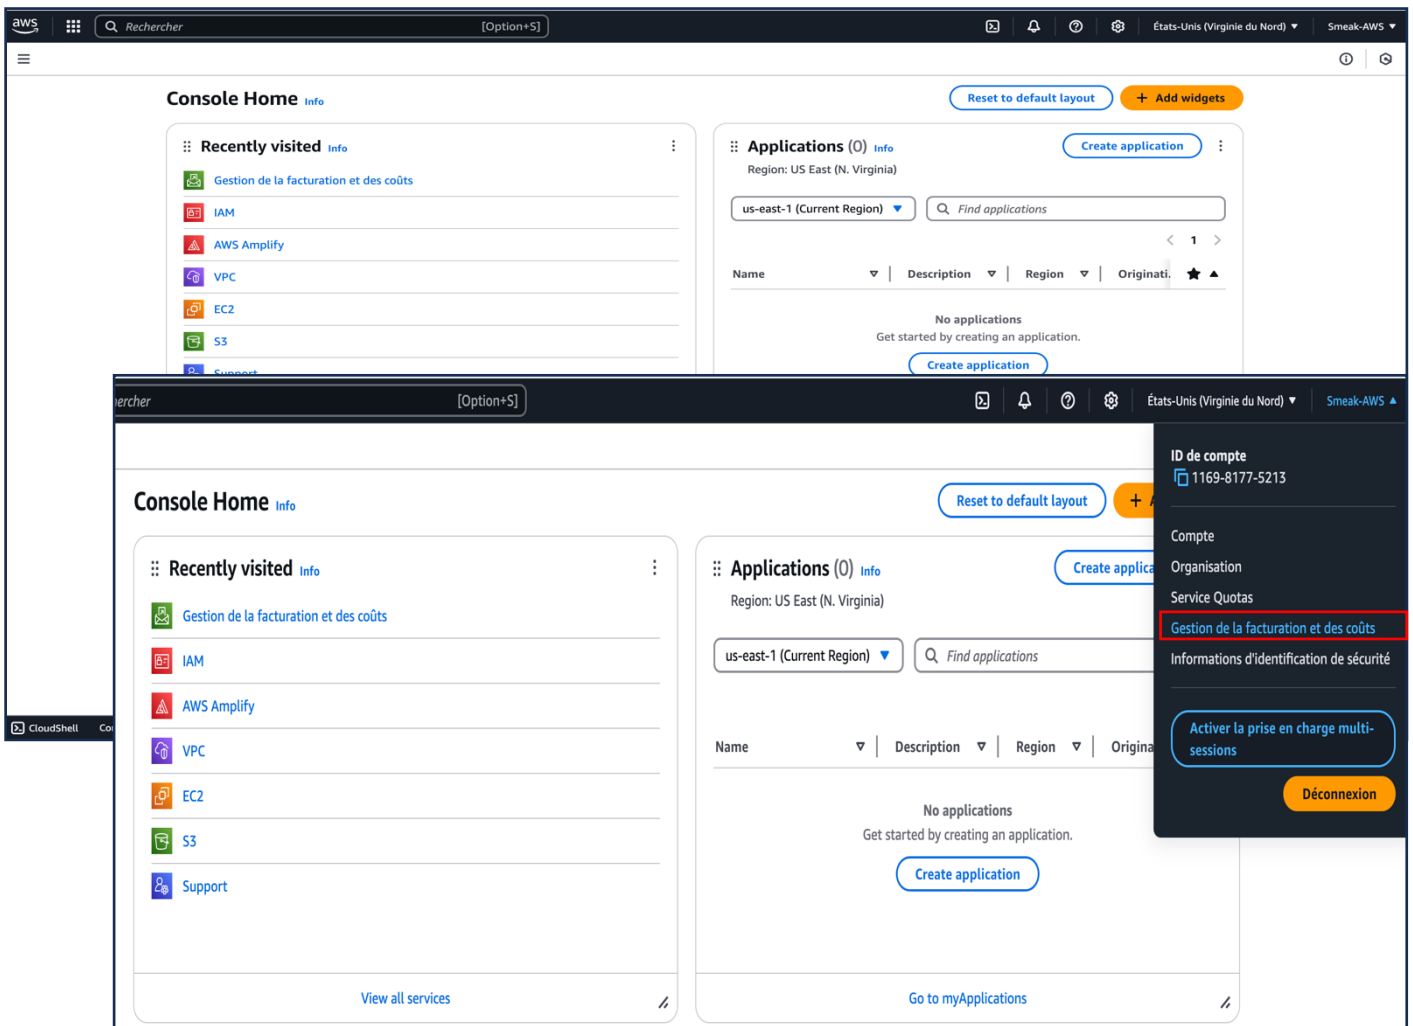 aws
Rechercher
[Option+S]
États-Unis (Virginie du Nord)
Smeak-AWS
Console Home Info
Reset to default layout
+ Add widgets
Recently visited Info
Gestion de la facturation et des coûts
IAM
AWS Amplify
VPC
EC2
S3
Support
Applications (0) Info
Create application
Region: US East (N. Virginia)
us-east-1 (Current Region)
Find applications
1
Name
Description
Region
Originati.
No applications
Get started by creating an application.
Create application
CloudShell
Co
hercher
[Option+S]
États-Unis (Virginie du Nord)
Smeak-AWS
Console Home Info
Reset to default layout
+ A
Recently visited Info
Gestion de la facturation et des coûts
IAM
AWS Amplify
VPC
EC2
S3
Support
View all services
Applications (0) Info
Create applica
Region: US East (N. Virginia)
us-east-1 (Current Region)
Find applications
Name
Description
Region
Origina
No applications
Get started by creating an application.
Create application
Go to myApplications
ID de compte
1169-8177-5213
Compte
Organisation
Service Quotas
Gestion de la facturation et des coûts
Informations d'identification de sécurité
Activer la prise en charge multi-
sessions
Déconnexion